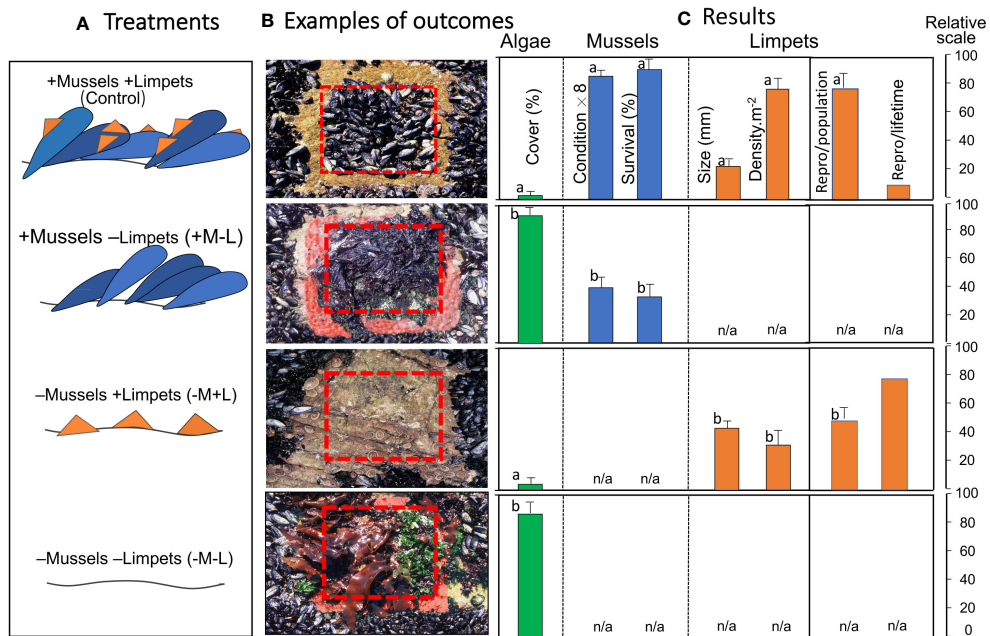 A Treatments
B Examples of outcomes
C Results
Relative
scale
Algae
Mussels
Limpets
+Mussels +Limpets
(Control)
a
Cover (%)
Condition × 8
a
Survival (%)
a
Size (mm)
a
Density.m-2
a
Repro/poopulation
a
Repro/lifetime
100
80
60
40
20
+Mussels –Limpets (+M-L)
b
b
b
n/a
n/a
n/a
n/a
100
80
60
40
20
–Mussels +Limpets (-M+L)
a
n/a
n/a
b
b
b
100
80
60
40
20
–Mussels –Limpets (-M-L)
b
n/a
n/a
n/a
n/a
n/a
n/a
100
80
60
40
20
0